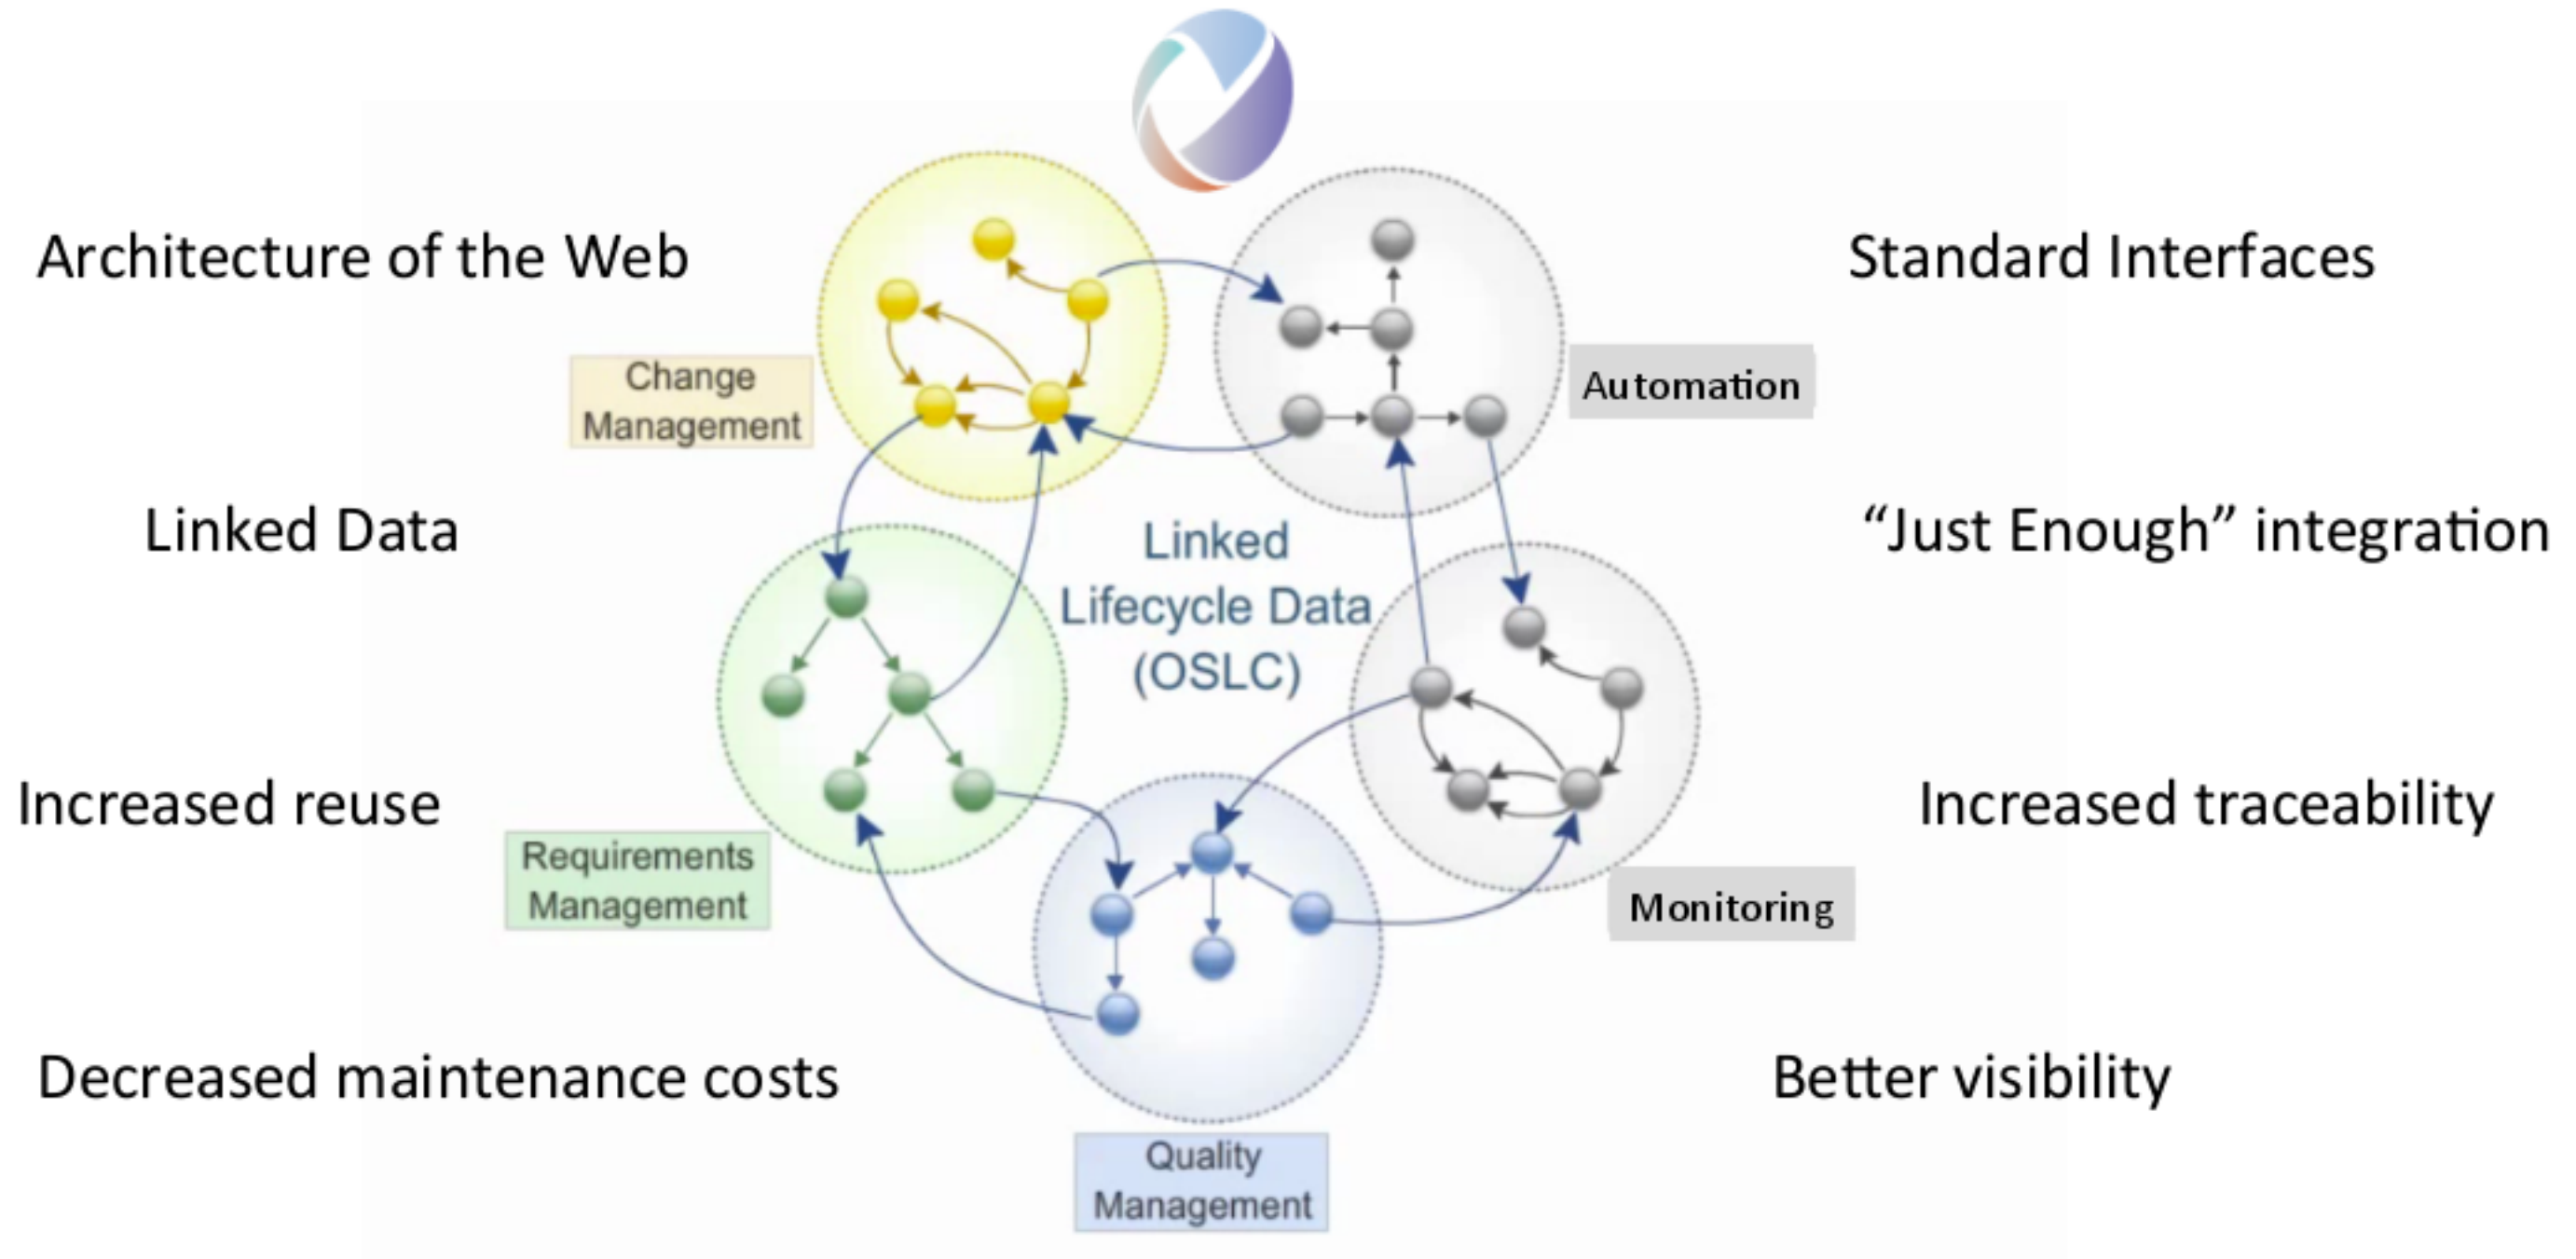 Architecture of the Web
Standard Interfaces
Change
Management
Automation
Linked Data
Linked
Lifecycle Data
(OSLC)
“Just Enough” integration
Increased reuse
Increased traceability
Requirements
Management
Monitoring
Decreased maintenance costs
Better visibility
Quality
Management